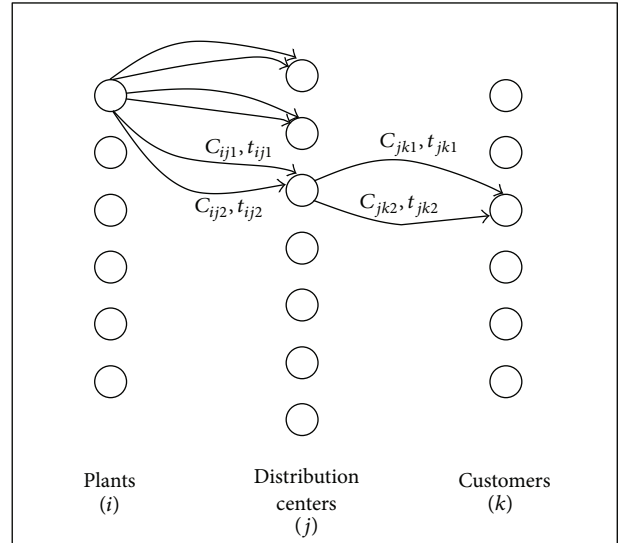 C_{ij1}, t_{ij1}
C_{jk1}, t_{jk1}
C_{ij2}, t_{ij2}
C_{jk2}, t_{jk2}
Plants
(i)
Distribution
centers
(j)
Customers
(k)